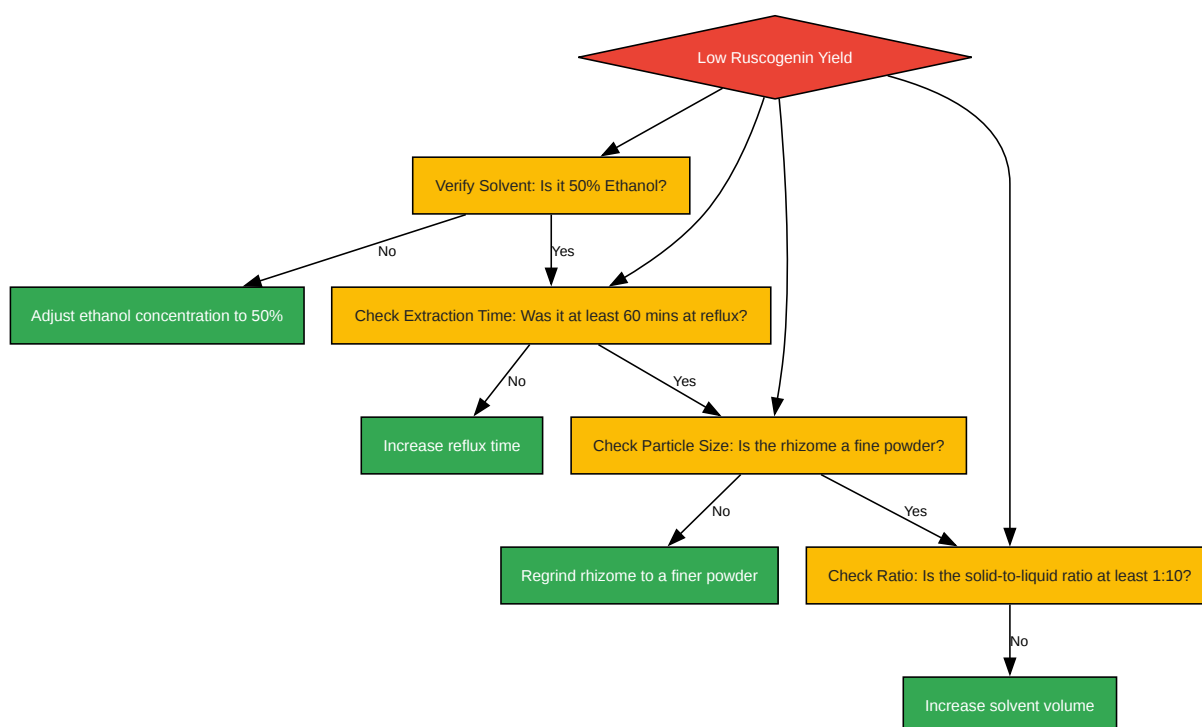 Low Ruscogenin Yield
Verify Solvent: Is it 50% Ethanol?
No
Yes
Adjust ethanol concentration to 50%
Check Extraction Time: Was it at least 60 mins at reflux?
No
Yes
Increase reflux time
Check Particle Size: Is the rhizome a fine powder?
No
Yes
Regrind rhizome to a finer powder
Check Ratio: Is the solid-to-liquid ratio at least 1:10?
No
Increase solvent volume